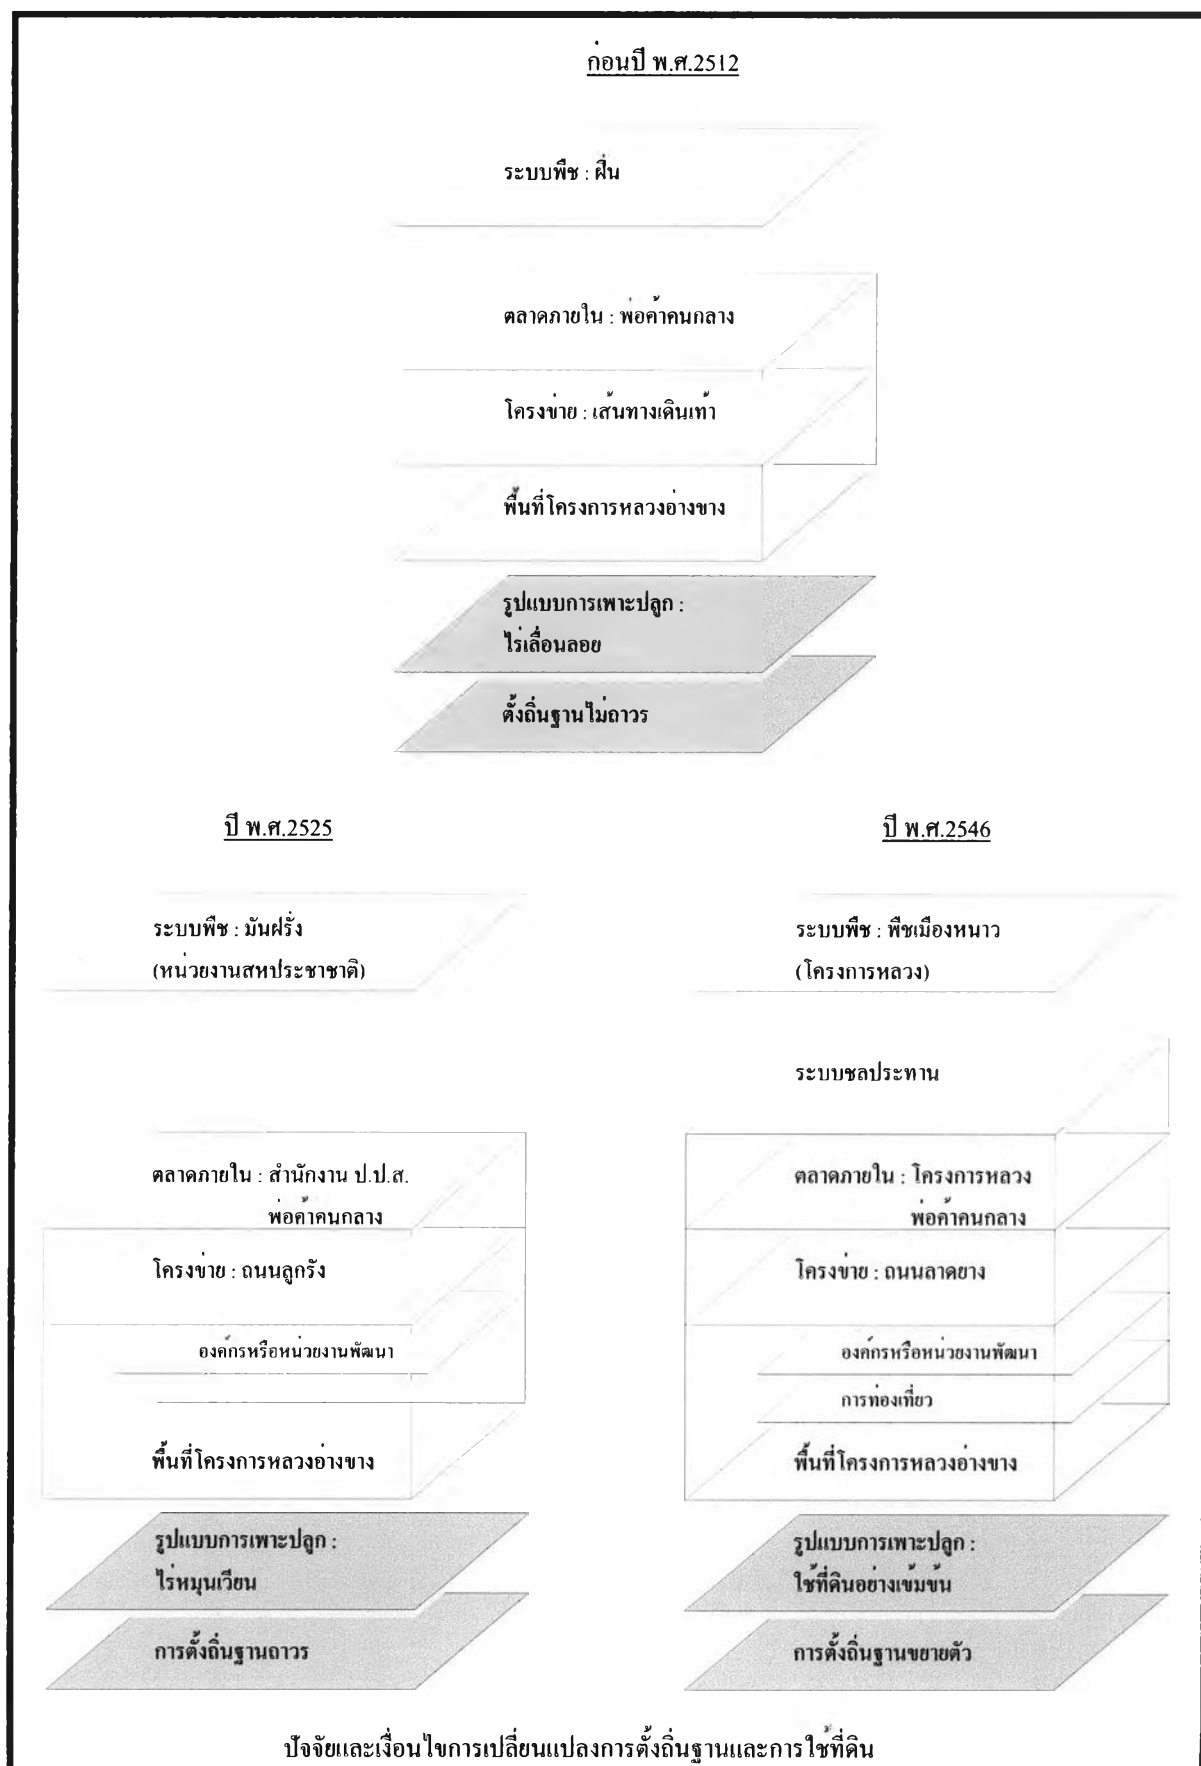 ก่อนปี พ.ศ.2512
ระบบพืช : ฝิ่น
ตลาดภายใน : พ่อค้าคนกลาง
โครงข่าย : เส้นทางเดินเท้า
พื้นที่โครงการหลวงอ่างขาง
รูปแบบการเพาะปลูก :
ไร่เลื่อนลอย
ตั้งถิ่นฐานไม่ถาวร
ปี พ.ศ.2525
ระบบพืช : มันฝรั่ง
(หน่วยงานสหประชาชาติ)
ตลาดภายใน : สำนักงาน ป.ป.ส.
พ่อค้าคนกลาง
โครงข่าย : ถนนลูกรัง
องค์กรหรือหน่วยงานพัฒนา
พื้นที่โครงการหลวงอ่างขาง
รูปแบบการเพาะปลูก :
ไร่หมุนเวียน
การตั้งถิ่นฐานถาวร
ปี พ.ศ.2546
ระบบพืช : พืชเมืองหนาว
(โครงการหลวง)
ระบบชลประทาน
ตลาดภายใน : โครงการหลวง
พ่อค้าคนกลาง
โครงข่าย : ถนนลาดยาง
องค์กรหรือหน่วยงานพัฒนา
การท่องเที่ยว
พื้นที่โครงการหลวงอ่างขาง
รูปแบบการเพาะปลูก :
ใช้ที่ดินอย่างเข้มข้น
การตั้งถิ่นฐานขยายตัว
ปัจจัยและเงื่อนไขการเปลี่ยนแปลงการตั้งถิ่นฐานและการใช้ที่ดิน